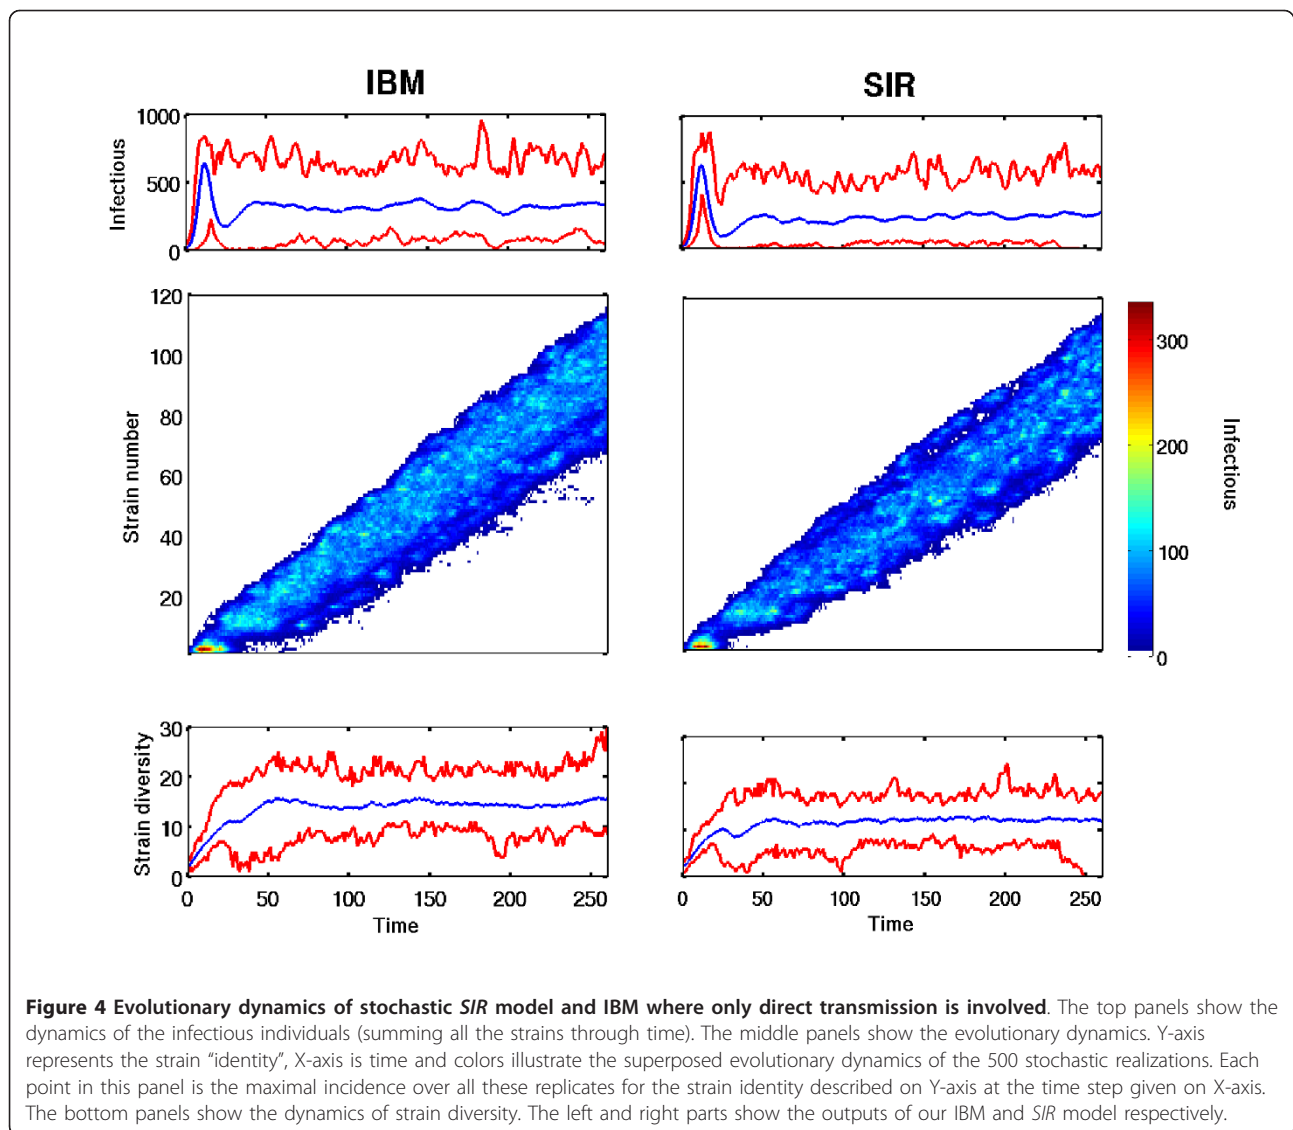 IBM
SIR
1000
500
0
Infectious
120
100
80
60
40
20
Strain number
300
200
100
0
Infectious
30
20
10
0
Strain diversity
0 50 100 150 200 250
Time
0 50 100 150 200 250
Time
Figure 4 Evolutionary dynamics of stochastic SIR model and IBM where only direct transmission is involved. The top panels show the
dynamics of the infectious individuals (summing all the strains through time). The middle panels show the evolutionary dynamics. Y-axis
represents the strain “identity”, X-axis is time and colors illustrate the superposed evolutionary dynamics of the 500 stochastic realizations. Each
point in this panel is the maximal incidence over all these replicates for the strain identity described on Y-axis at the time step given on X-axis.
The bottom panels show the dynamics of strain diversity. The left and right parts show the outputs of our IBM and SIR model respectively.